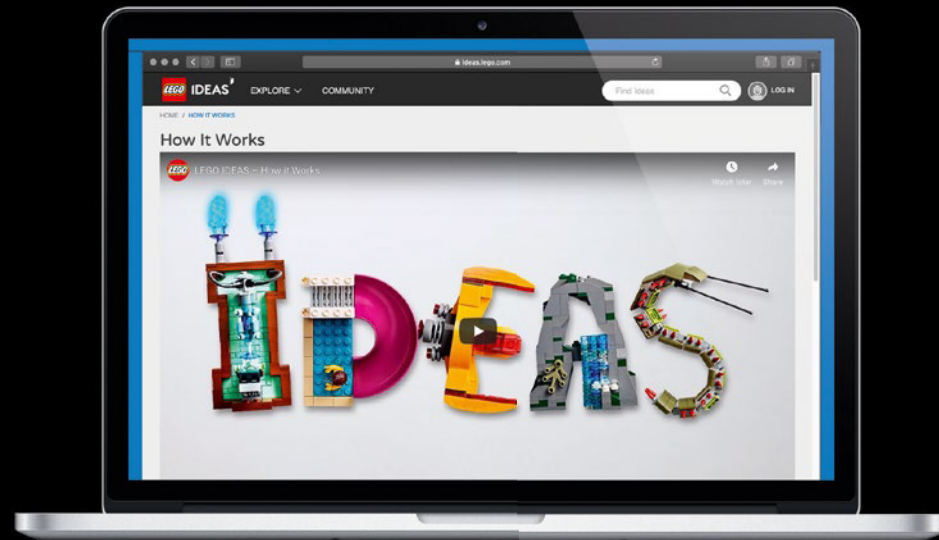 ideas.lego.com
LEGO IDEAS EXPLORE COMMUNITY Find Ideas LOG IN
HOME / HOW IT WORKS
How It Works
LEGO LEGO IDEAS – How it Works
Watch later Share
IDEAS